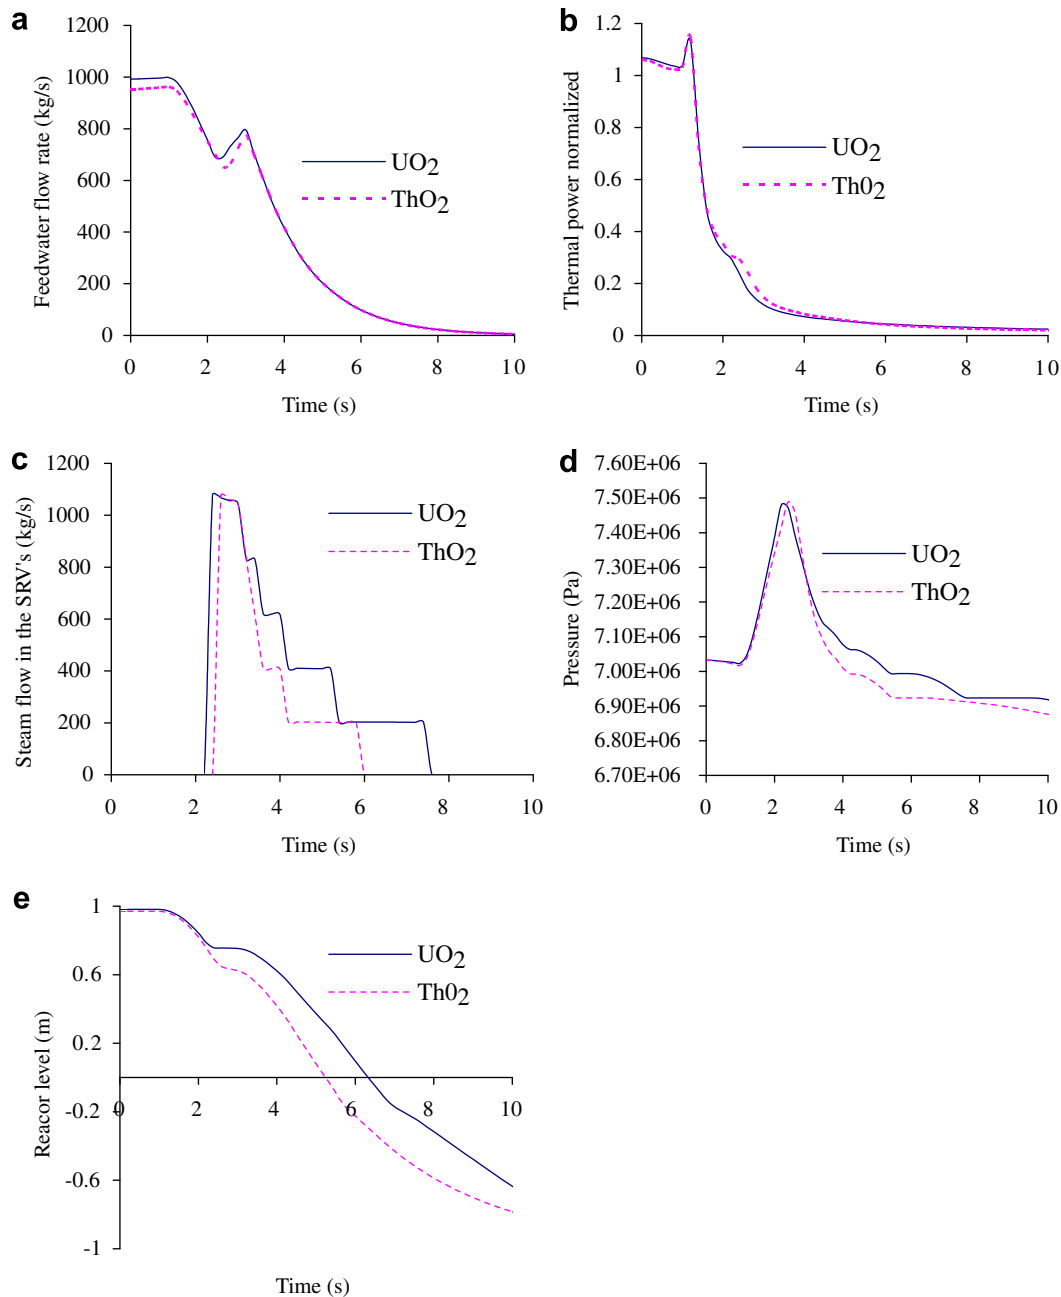 a
1200
1000
800
600
400
200
0
0 2 4 6 8 10
Feedwater flow rate (kg/s)
Time (s)
UO2
ThO2
b
1.2
1
0.8
0.6
0.4
0.2
0
0 2 4 6 8 10
Thermal power normalized
Time (s)
UO2
Th02
c
1200
1000
800
600
400
200
0
0 2 4 6 8 10
Steam flow in the SRV's (kg/s)
Time (s)
UO2
ThO2
d
7.60E+06
7.50E+06
7.40E+06
7.30E+06
7.20E+06
7.10E+06
7.00E+06
6.90E+06
6.80E+06
6.70E+06
0 2 4 6 8 10
Pressure (Pa)
Time (s)
UO2
ThO2
e
1
0.6
0.2
-0.2
-0.6
-1
0 2 4 6 8 10
Reacor level (m)
Time (s)
UO2
Th02